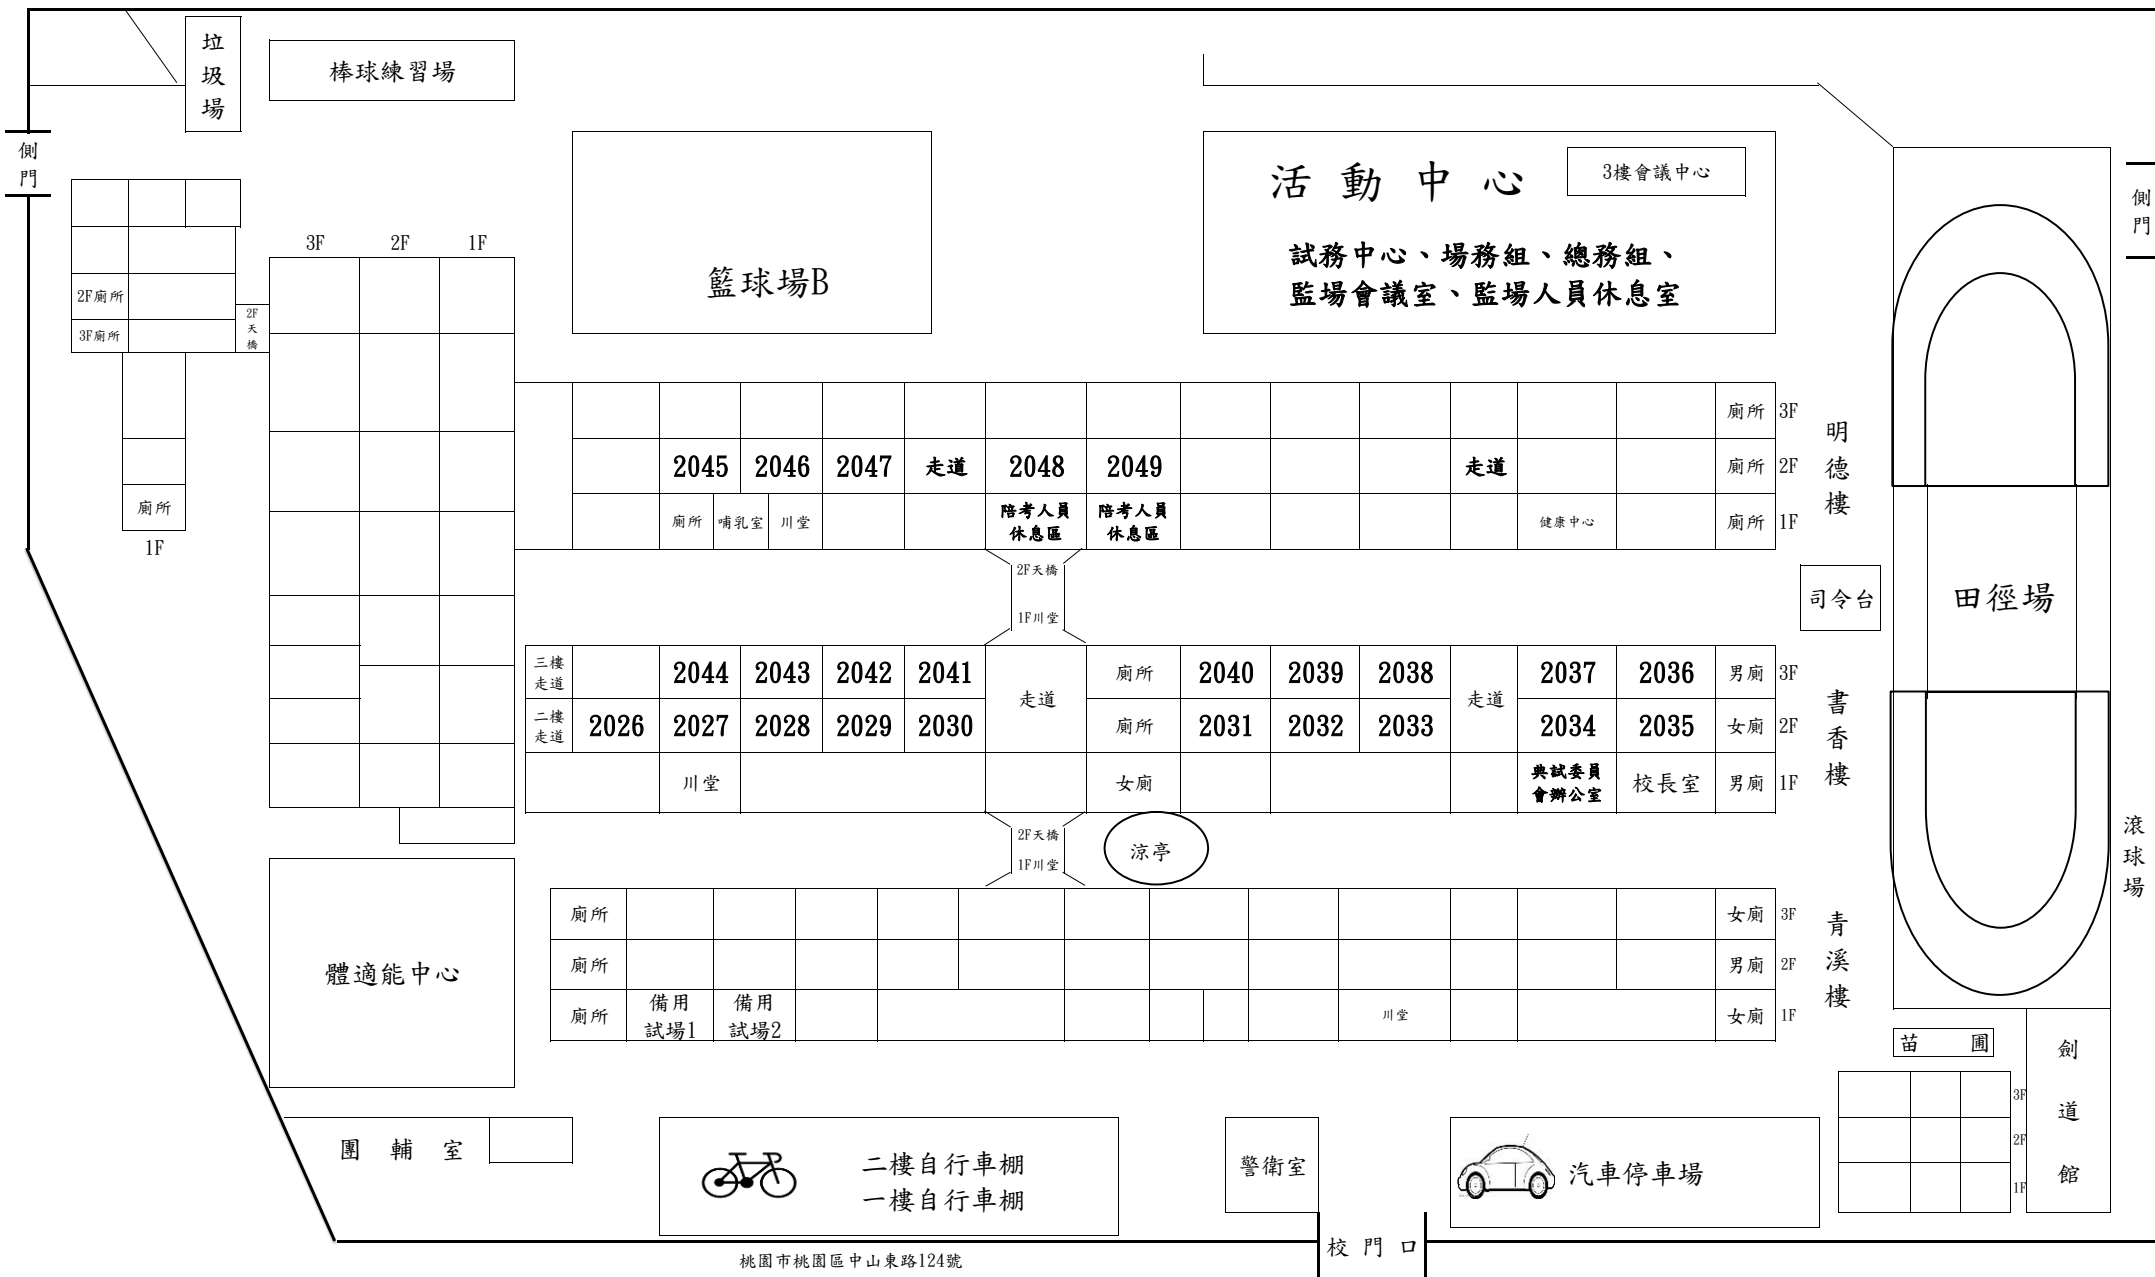 垃圾場
棒球練習場
側門
活動中心
3樓會議中心
側門
試務中心、場務組、總務組、
監場會議室、監場人員休息室
籃球場B
3F 2F 1F
2F廁所
3F廁所
2F天橋
廁所
1F
廁所 3F
2045 2046 2047 走道 2048 2049 走道 廁所 2F
廁所 哺乳室 川堂 陪考人員 陪考人員 健康中心 廁所 1F
休息區 休息區
明德樓
2F天橋
1F川堂
司令台
田徑場
三樓
走道
2044 2043 2042 2041 走道 廁所 2040 2039 2038 走道 2037 2036 男廁 3F
二樓
走道
2026 2027 2028 2029 2030 廁所 2031 2032 2033 2034 2035 女廁 2F
川堂 女廁 典試委員 校長室 男廁 1F
會辦公室
書香樓
2F天橋
1F川堂
涼亭
滾球場
體適能中心
廁所 女廁 3F
廁所 男廁 2F
廁所 備用 備用 川堂 女廁 1F
試場1 試場2
青溪樓
苗圃
劍道館
3F
2F
1F
團輔室
二樓自行車棚
一樓自行車棚
警衛室
汽車停車場
校門口
桃園市桃園區中山東路124號